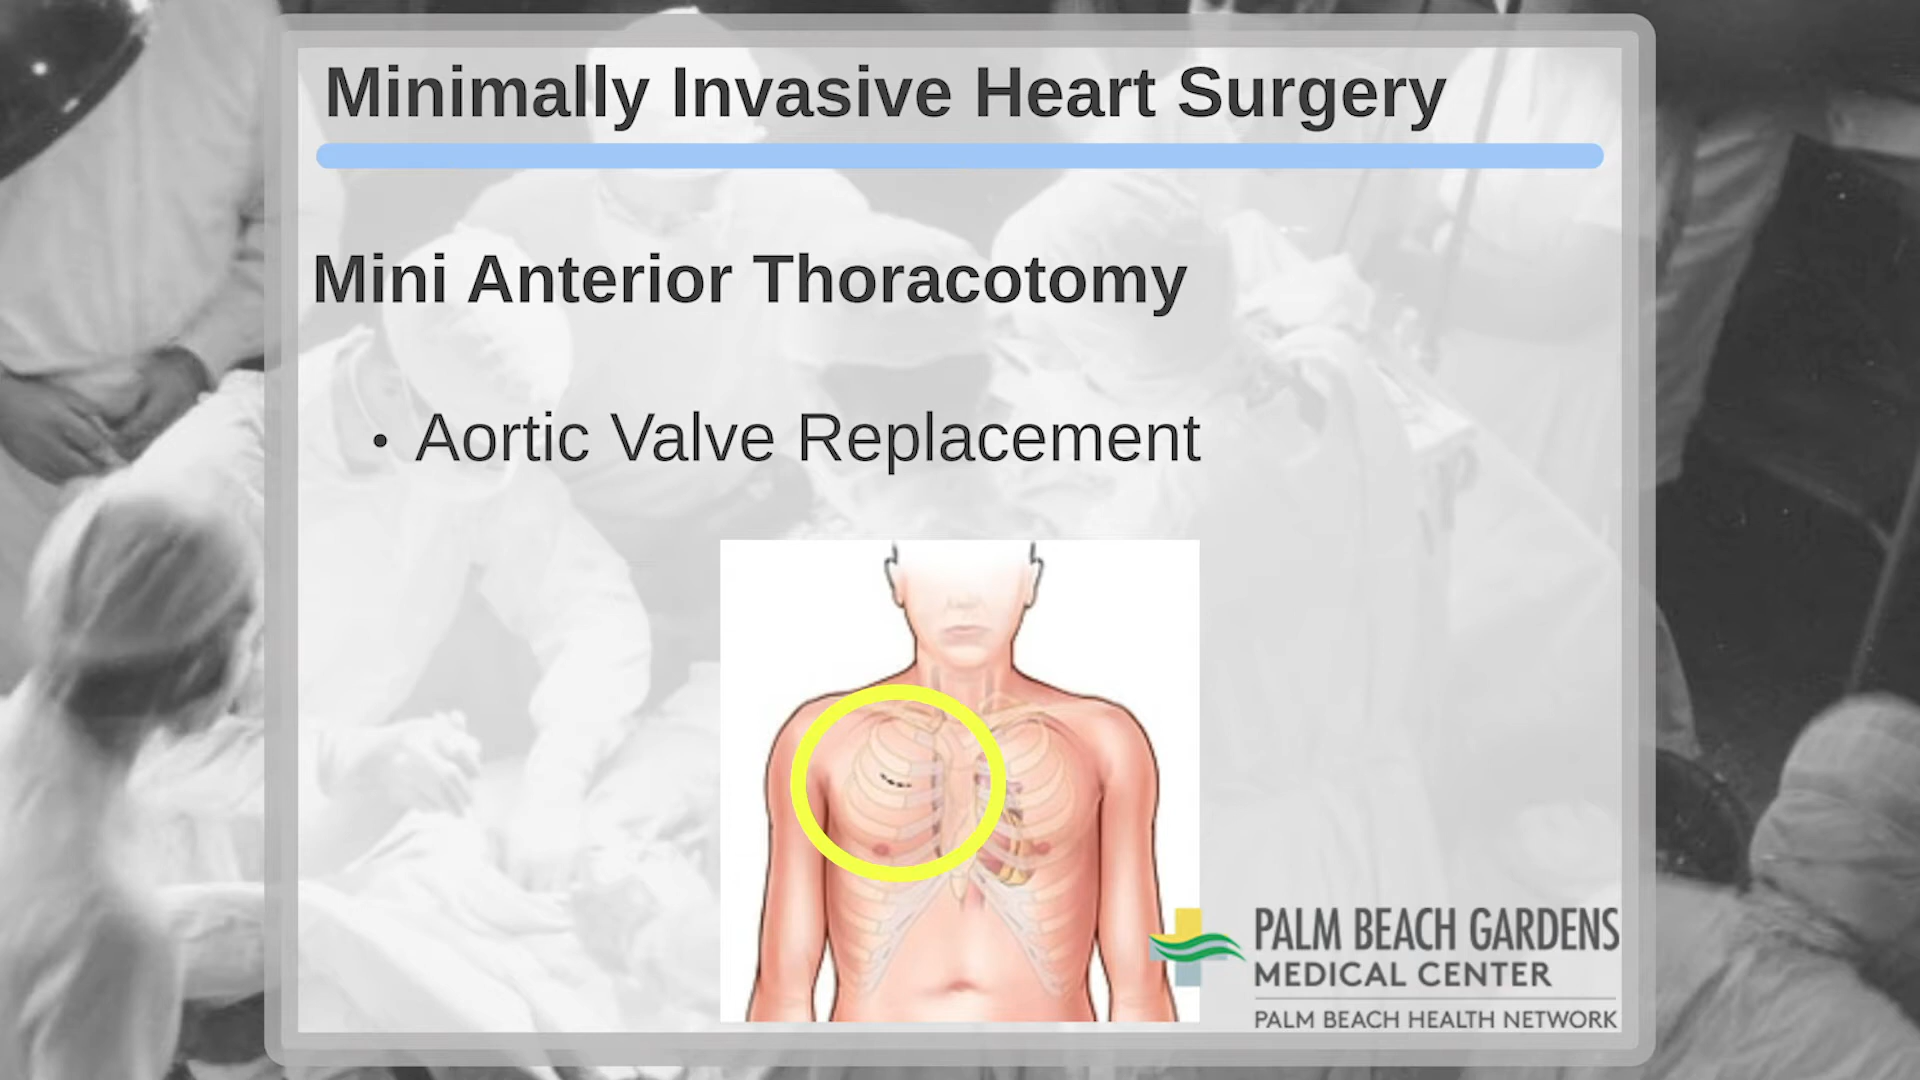 Minimally Invasive Heart Surgery
Mini Anterior Thoracotomy
• Aortic Valve Replacement
PALM BEACH GARDENS
MEDICAL CENTER
PALM BEACH HEALTH NETWORK